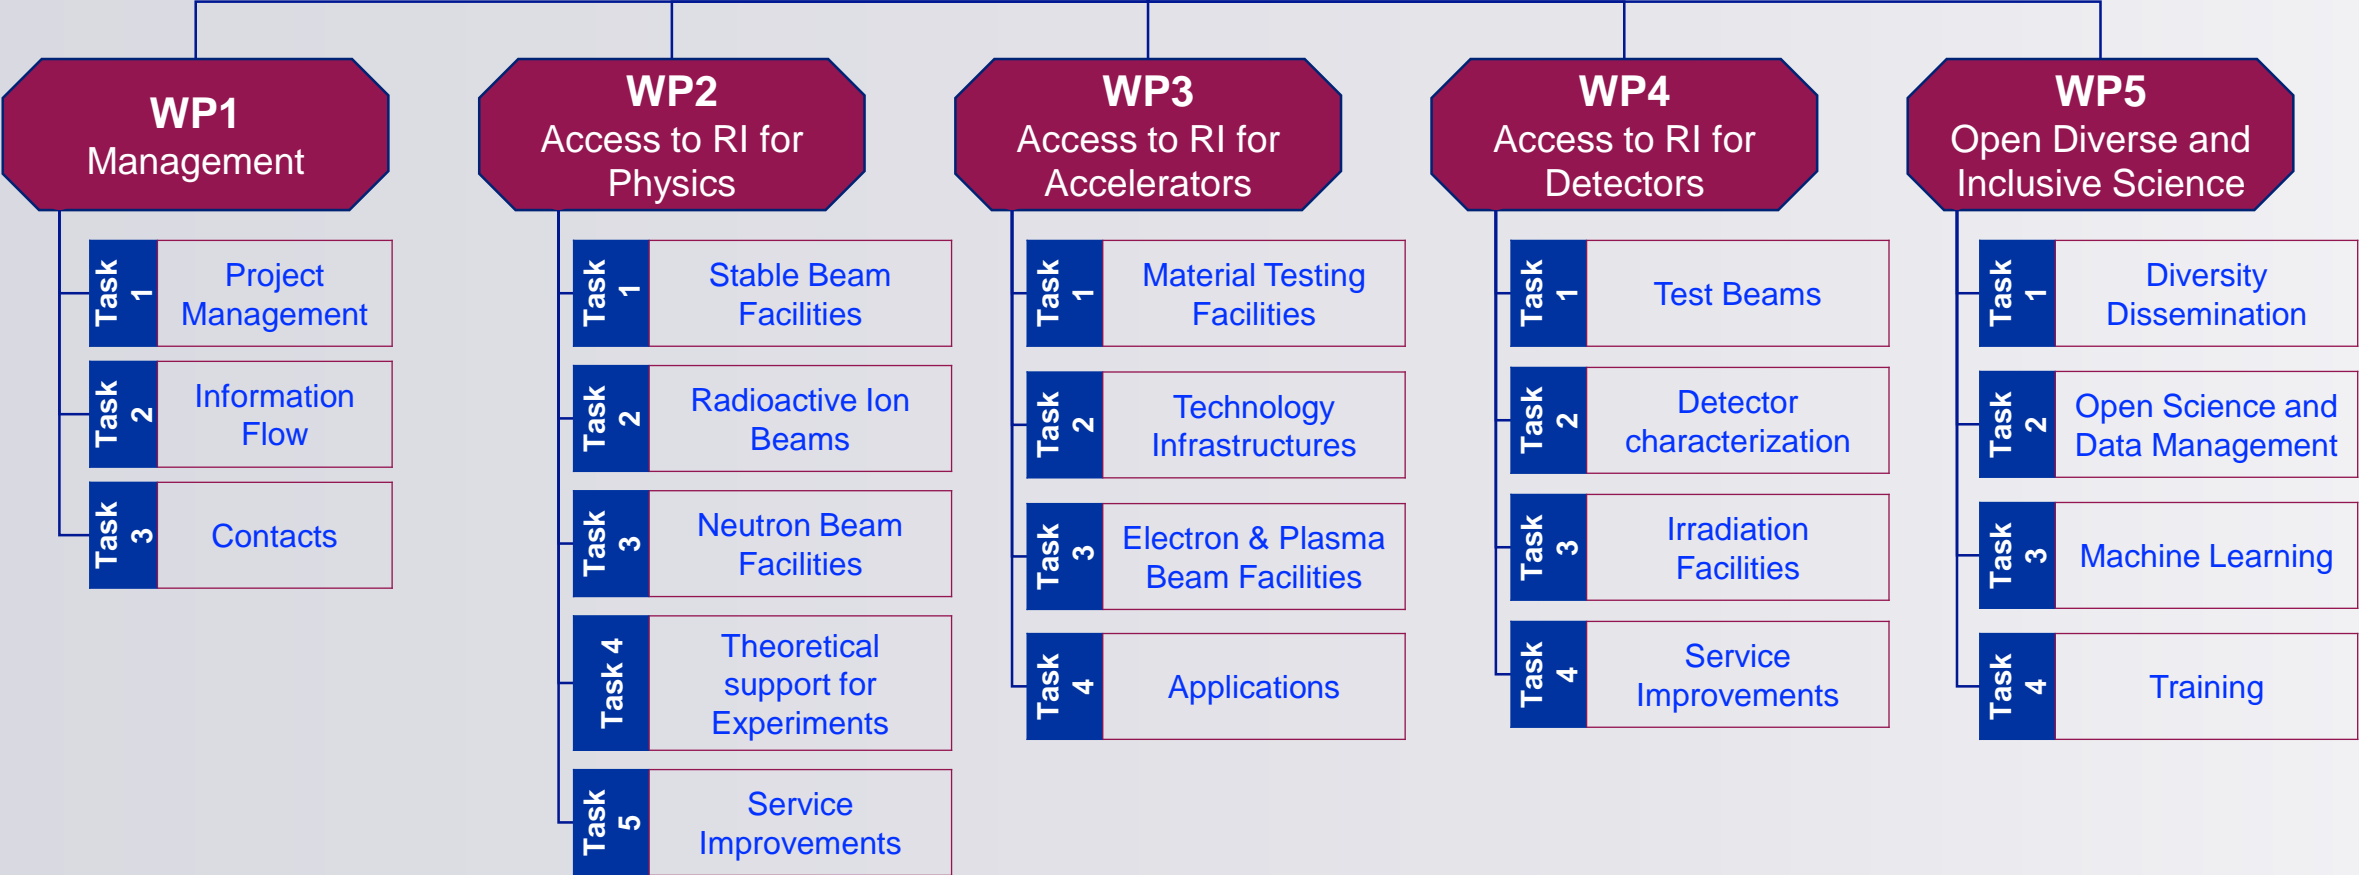 WP1
Management
Task
1
Project
Management
Task
2
Information
Flow
Task
3
Contacts
WP2
Access to RI for
Physics
Task
1
Stable Beam
Facilities
Task
2
Radioactive Ion
Beams
Task
3
Neutron Beam
Facilities
Task 4
Theoretical
support for
Experiments
Task
5
Service
Improvements
WP3
Access to RI for
Accelerators
Task
1
Material Testing
Facilities
Task
2
Technology
Infrastructures
Task
3
Electron & Plasma
Beam Facilities
Task
4
Applications
WP4
Access to RI for
Detectors
Task
1
Test Beams
Task
2
Detector
characterization
Task
3
Irradiation
Facilities
Task
4
Service
Improvements
WP5
Open Diverse and
Inclusive Science
Task
1
Diversity
Dissemination
Task
2
Open Science and
Data Management
Task
3
Machine Learning
Task
4
Training